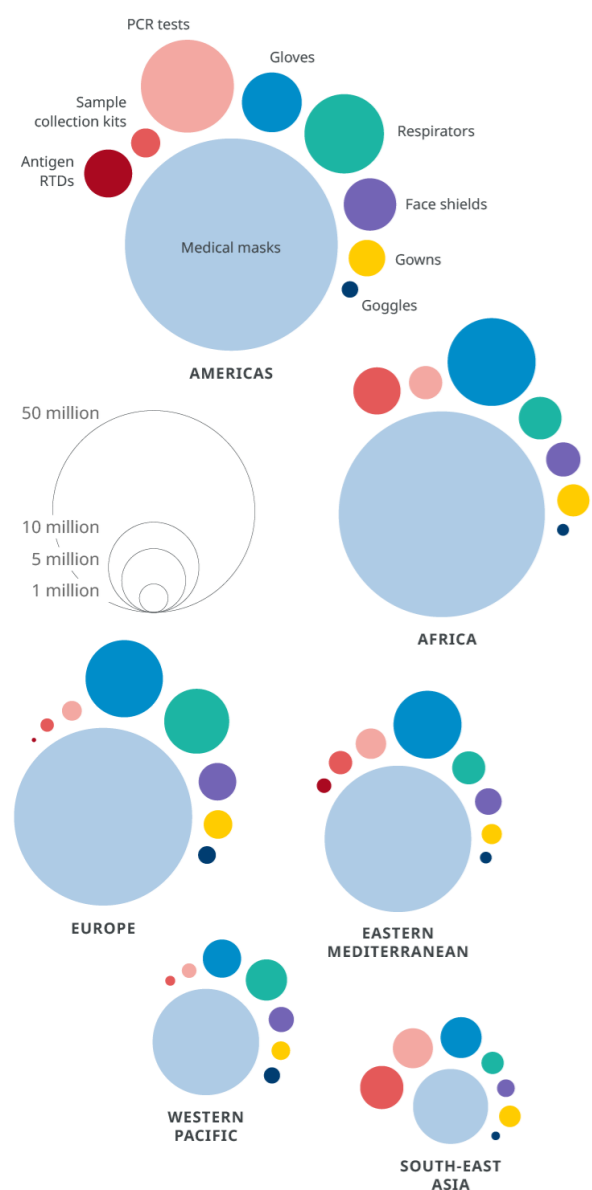 PCR tests
Gloves
Sample
collection kits
Respirators
Antigen
RTDs
Face shields
Medical masks
Gowns
Goggles
AMERICAS
50 million
10 million
5 million
1 million
AFRICA
EUROPE
EASTERN
MEDITERRANEAN
WESTERN
PACIFIC
SOUTH-EAST
ASIA